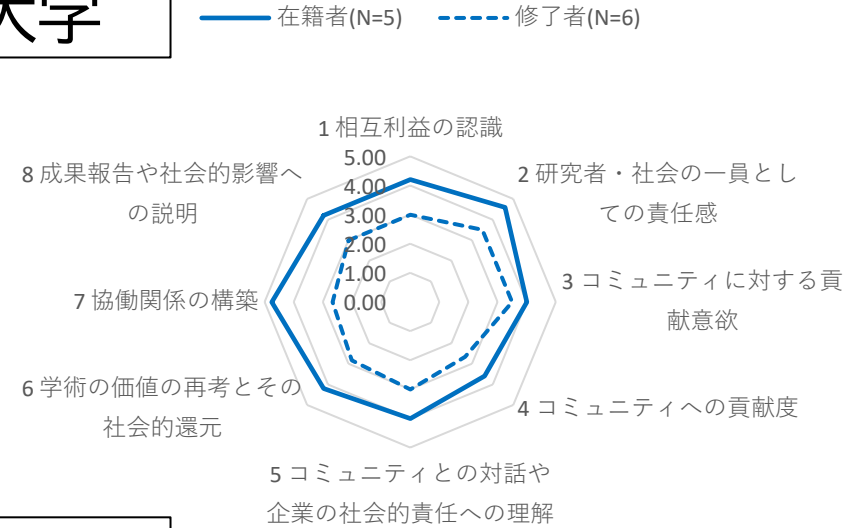 大学
在籍者(N=5) 修了者(N=6)
1 相互利益の認識
2 研究者・社会の一員とし
ての責任感
3 コミュニティに対する貢
献意欲
4 コミュニティへの貢献度
5 コミュニティとの対話や
企業の社会的責任への理解
6 学術の価値の再考とその
社会的還元
7 協働関係の構築
8 成果報告や社会的影響へ
の説明
5.00
4.00
3.00
2.00
1.00
0.00